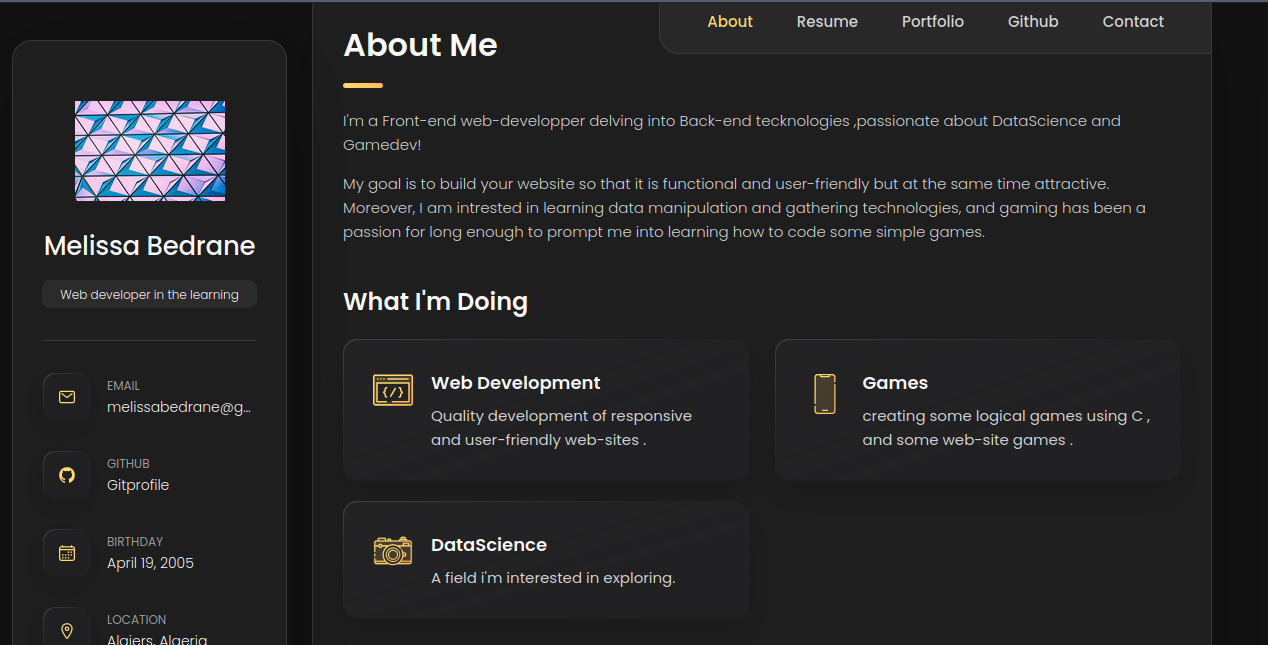 About
Resume
Portfolio
Github
Contact
Melissa Bedrane
Web developer in the learning
EMAIL
melissabedrane@g...
GITHUB
Gitprofile
BIRTHDAY
April 19, 2005
LOCATION
Algiers, Algeria
About Me
I'm a Front-end web-developper delving into Back-end tecknologies ,passionate about DataScience and
Gamedev!
My goal is to build your website so that it is functional and user-friendly but at the same time attractive.
Moreover, I am intrested in learning data manipulation and gathering technologies, and gaming has been a
passion for long enough to prompt me into learning how to code some simple games.
What I'm Doing
Web Development
Quality development of responsive
and user-friendly web-sites .
Games
creating some logical games using C ,
and some web-site games .
DataScience
A field i'm interested in exploring.